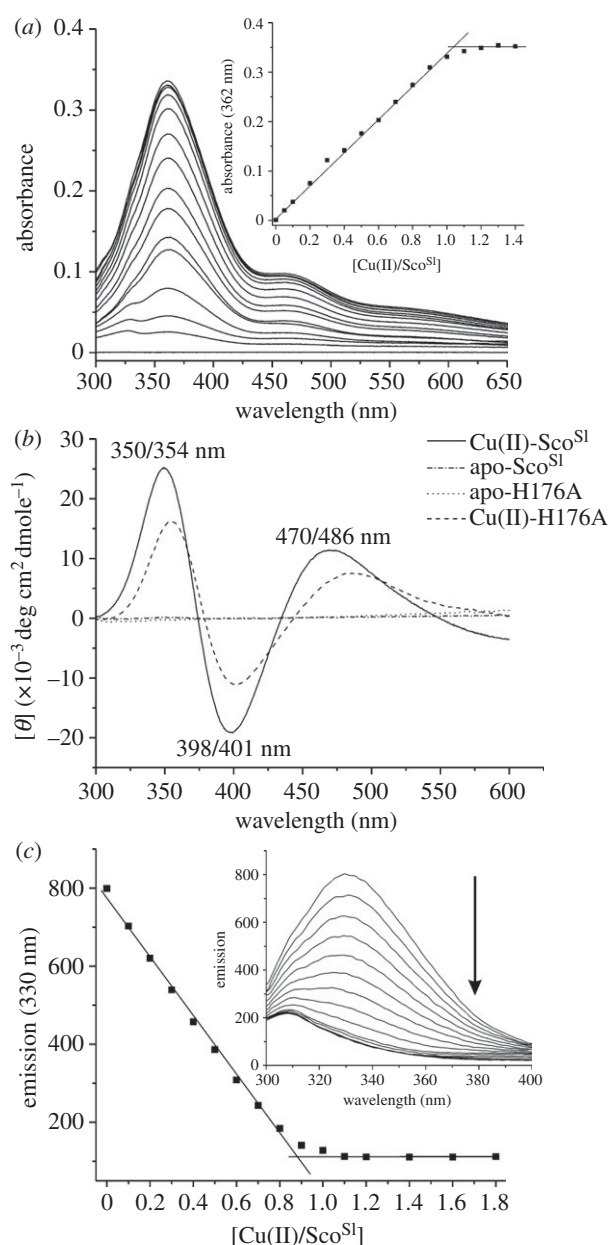 (a)
0.4
0.3
0.2
0.1
0
absorbance
300 350 400 450 500 550 600 650
wavelength (nm)
0.4
0.3
0.2
0.1
0
absorbance (362 nm)
0 0.2 0.4 0.6 0.8 1.0 1.2 1.4
[Cu(II)/Sco^Sl]
(b)
30
20
10
0
–10
–20
[θ] (×10⁻³ deg cm² dmole⁻¹)
350/354 nm
470/486 nm
398/401 nm
Cu(II)-Sco^Sl
apo-Sco^Sl
apo-H176A
Cu(II)-H176A
300 350 400 450 500 550 600
wavelength (nm)
(c)
800
600
400
200
emission (330 nm)
0 0.2 0.4 0.6 0.8 1.0 1.2 1.4 1.6 1.8
[Cu(II)/Sco^Sl]
1000
800
600
400
200
0
emission
300 320 340 360 380 400
wavelength (nm)